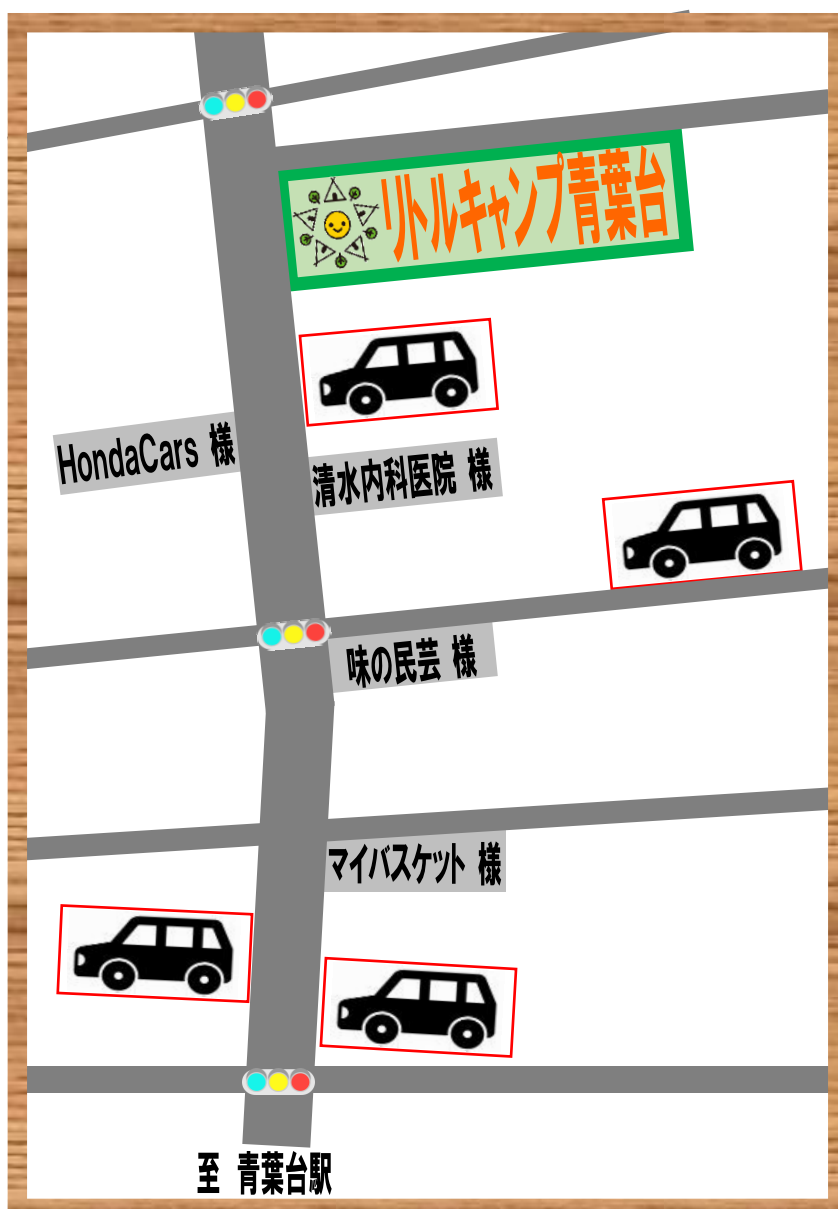 リトルキャンプ青葉台
HondaCars 様
清水内科医院 様
味の民芸 様
マイバスケット 様
至 青葉台駅